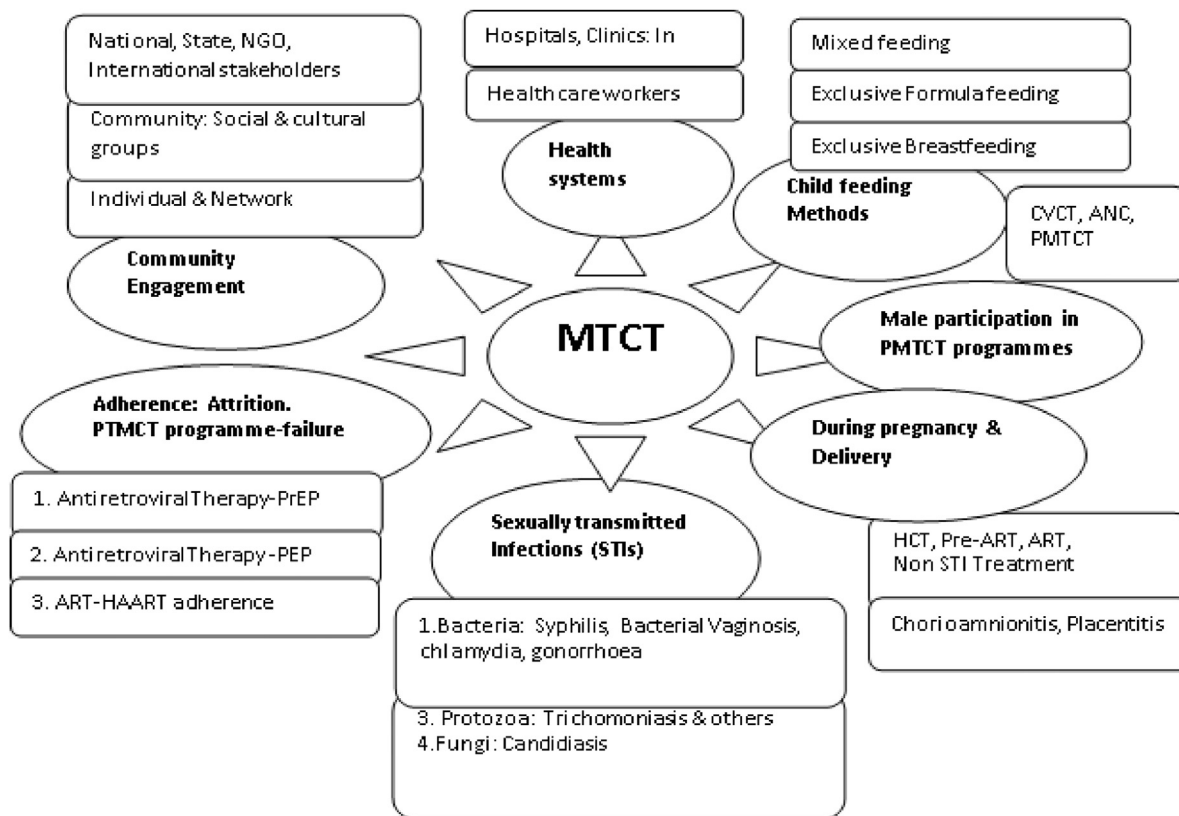 National, State, NGO,
International stakeholders
Community: Social & cultural
groups
Individual & Network
Community
Engagement
Hospitals, Clinics: In
Health care workers
Health
systems
Mixed feeding
Exclusive Formula feeding
Exclusive Breastfeeding
Child feeding
Methods
CVCT, ANC,
PMTCT
Male participation in
PMTCT programmes
MTCT
Adherence: Attrition.
PTMCT programme-failure
1. Antiretroviral Therapy-PrEP
2. Antiretroviral Therapy-PEP
3. ART-HAART adherence
During pregnancy &
Delivery
HCT, Pre-ART, ART,
Non STI Treatment
Chorioamnionitis, Placentitis
Sexually transmitted
Infections (STIs)
1.Bacteria: Syphilis, Bacterial Vaginosis,
chlamydia, gonorrhoea
3. Protozoa: Trichomoniasis & others
4.Fungi: Candidiasis